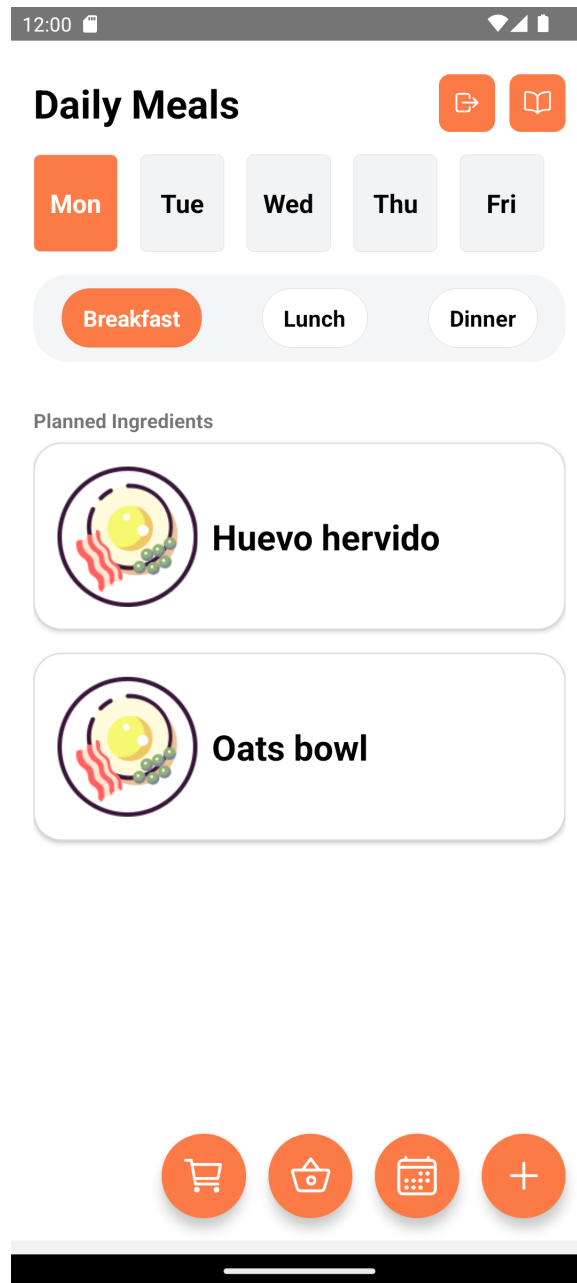 12:00
Daily Meals
Mon Tue Wed Thu Fri
Breakfast Lunch Dinner
Planned Ingredients
Huevo hervido
Oats bowl